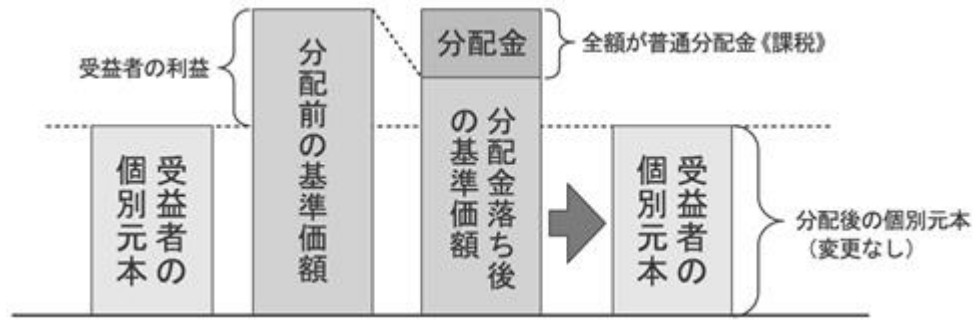 受益者の利益
受益者の
個別元本
分配前の基準価額
分配金
全額が普通分配金《課税》
分配金落ち後
の基準価額
受益者の
個別元本
分配後の個別元本
（変更なし）